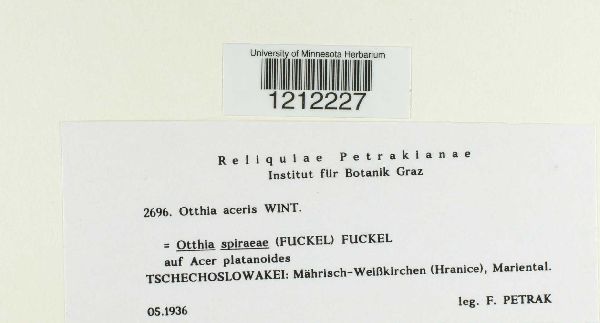 University of Minnesota Herbarium
1212227
Reliquiae Petrakianae
Institut für Botanik Graz
2696. Otthia aceris WINT.
= Otthia spiraeae (FUCKEL) FUCKEL
auf Acer platanoides
TSCHECHOSLOWAKEI: Mährisch-Weißkirchen (Hranice), Mariental.
05.1936 leg. F. PETRAK